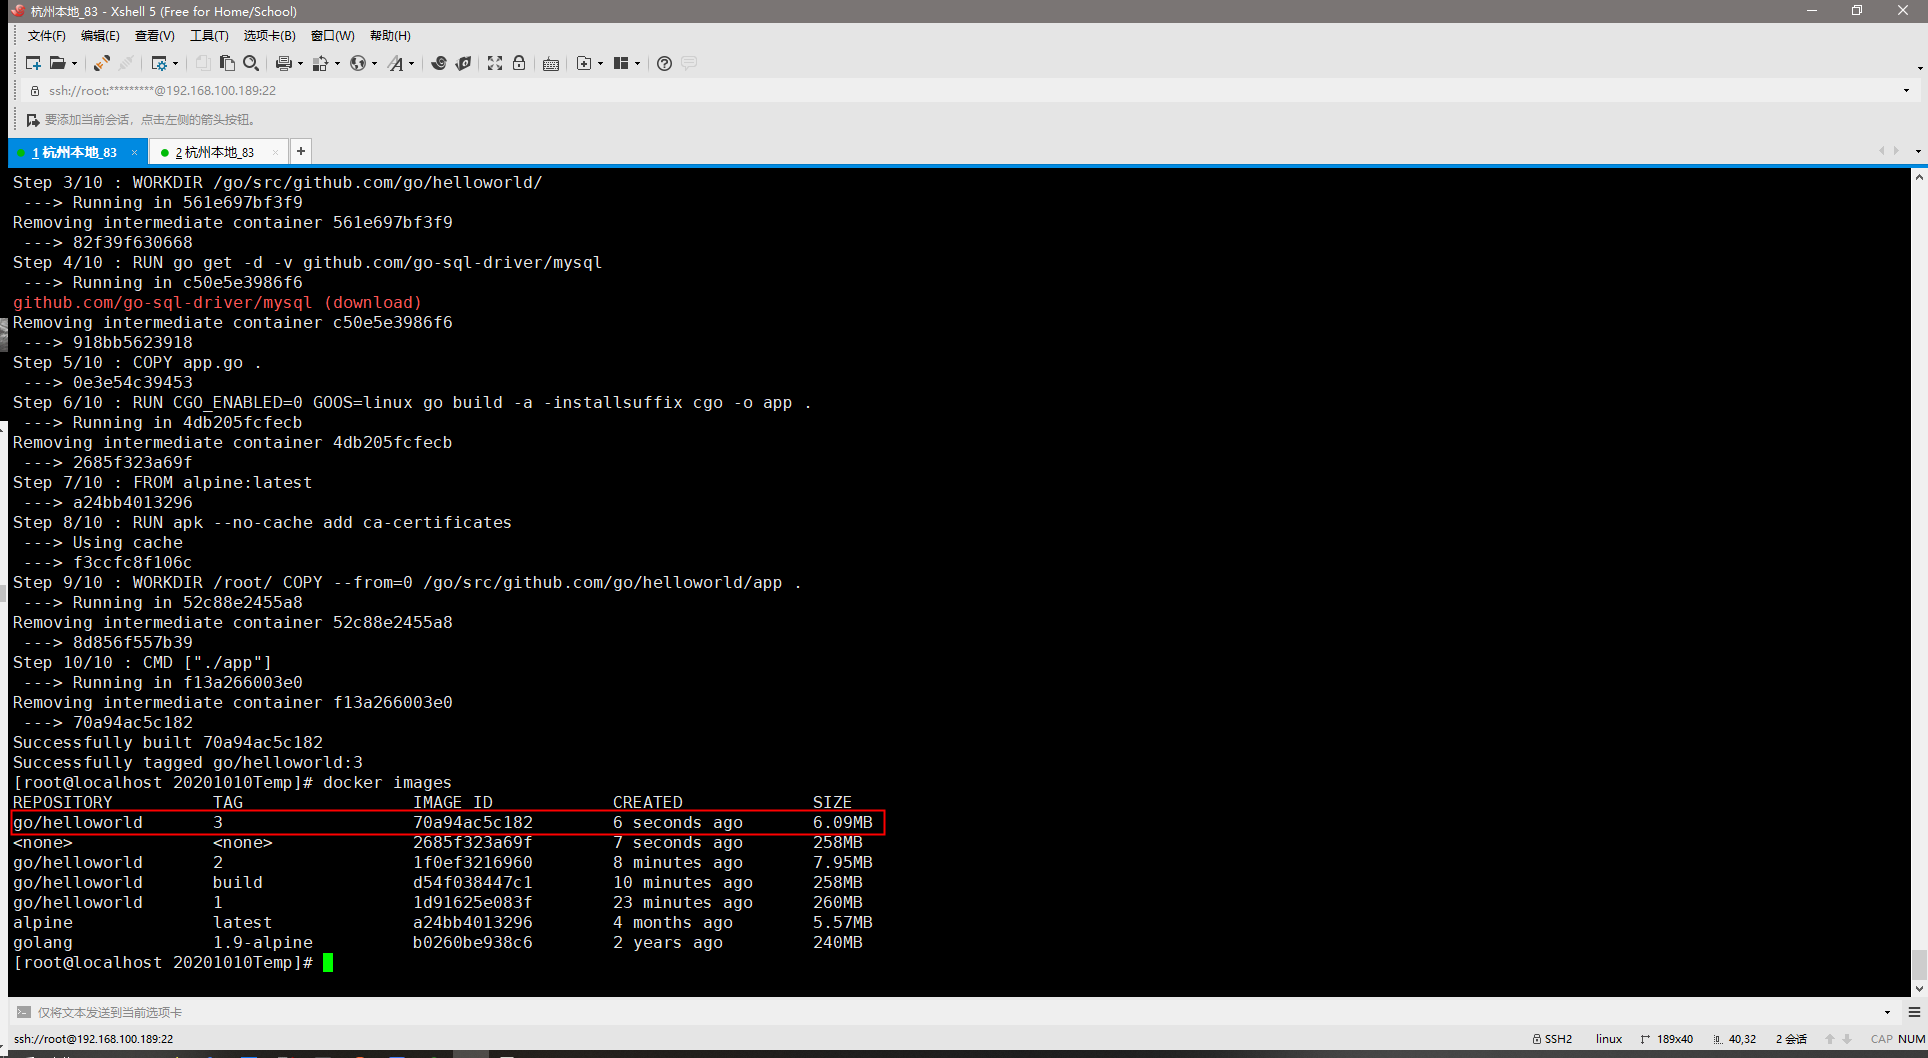 杭州本地_83 - Xshell 5 (Free for Home/School)
文件(F) 编辑(E) 查看(V) 工具(T) 选项卡(B) 窗口(W) 帮助(H)
ssh://root:*********@192.168.100.189:22
要添加当前会话，点击左侧的箭头按钮。
1 杭州本地_83 × 2 杭州本地_83 × +
Step 3/10 : WORKDIR /go/src/github.com/go/helloworld/
 ---> Running in 561e697bf3f9
Removing intermediate container 561e697bf3f9
 ---> 82f39f630668
Step 4/10 : RUN go get -d -v github.com/go-sql-driver/mysql
 ---> Running in c50e5e3986f6
github.com/go-sql-driver/mysql (download)
Removing intermediate container c50e5e3986f6
 ---> 918bb5623918
Step 5/10 : COPY app.go .
 ---> 0e3e54c39453
Step 6/10 : RUN CGO_ENABLED=0 GOOS=linux go build -a -installsuffix cgo -o app .
 ---> Running in 4db205fcfecb
Removing intermediate container 4db205fcfecb
 ---> 2685f323a69f
Step 7/10 : FROM alpine:latest
 ---> a24bb4013296
Step 8/10 : RUN apk --no-cache add ca-certificates
 ---> Using cache
 ---> f3ccfc8f106c
Step 9/10 : WORKDIR /root/ COPY --from=0 /go/src/github.com/go/helloworld/app .
 ---> Running in 52c88e2455a8
Removing intermediate container 52c88e2455a8
 ---> 8d856f557b39
Step 10/10 : CMD ["./app"]
 ---> Running in f13a266003e0
Removing intermediate container f13a266003e0
 ---> 70a94ac5c182
Successfully built 70a94ac5c182
Successfully tagged go/helloworld:3
[root@localhost 20201010Temp]# docker images
REPOSITORY TAG IMAGE ID CREATED SIZE
go/helloworld 3 70a94ac5c182 6 seconds ago 6.09MB
<none> <none> 2685f323a69f 7 seconds ago 258MB
go/helloworld 2 1f0ef3216960 8 minutes ago 7.95MB
go/helloworld build d54f038447c1 10 minutes ago 258MB
go/helloworld 1 1d91625e083f 23 minutes ago 260MB
alpine latest a24bb4013296 4 months ago 5.57MB
golang 1.9-alpine b0260be938c6 2 years ago 240MB
[root@localhost 20201010Temp]#
仅将文本发送到当前选项卡
ssh://root@192.168.100.189:22 SSH2 linux 189x40 40,32 2 会话 CAP NUM